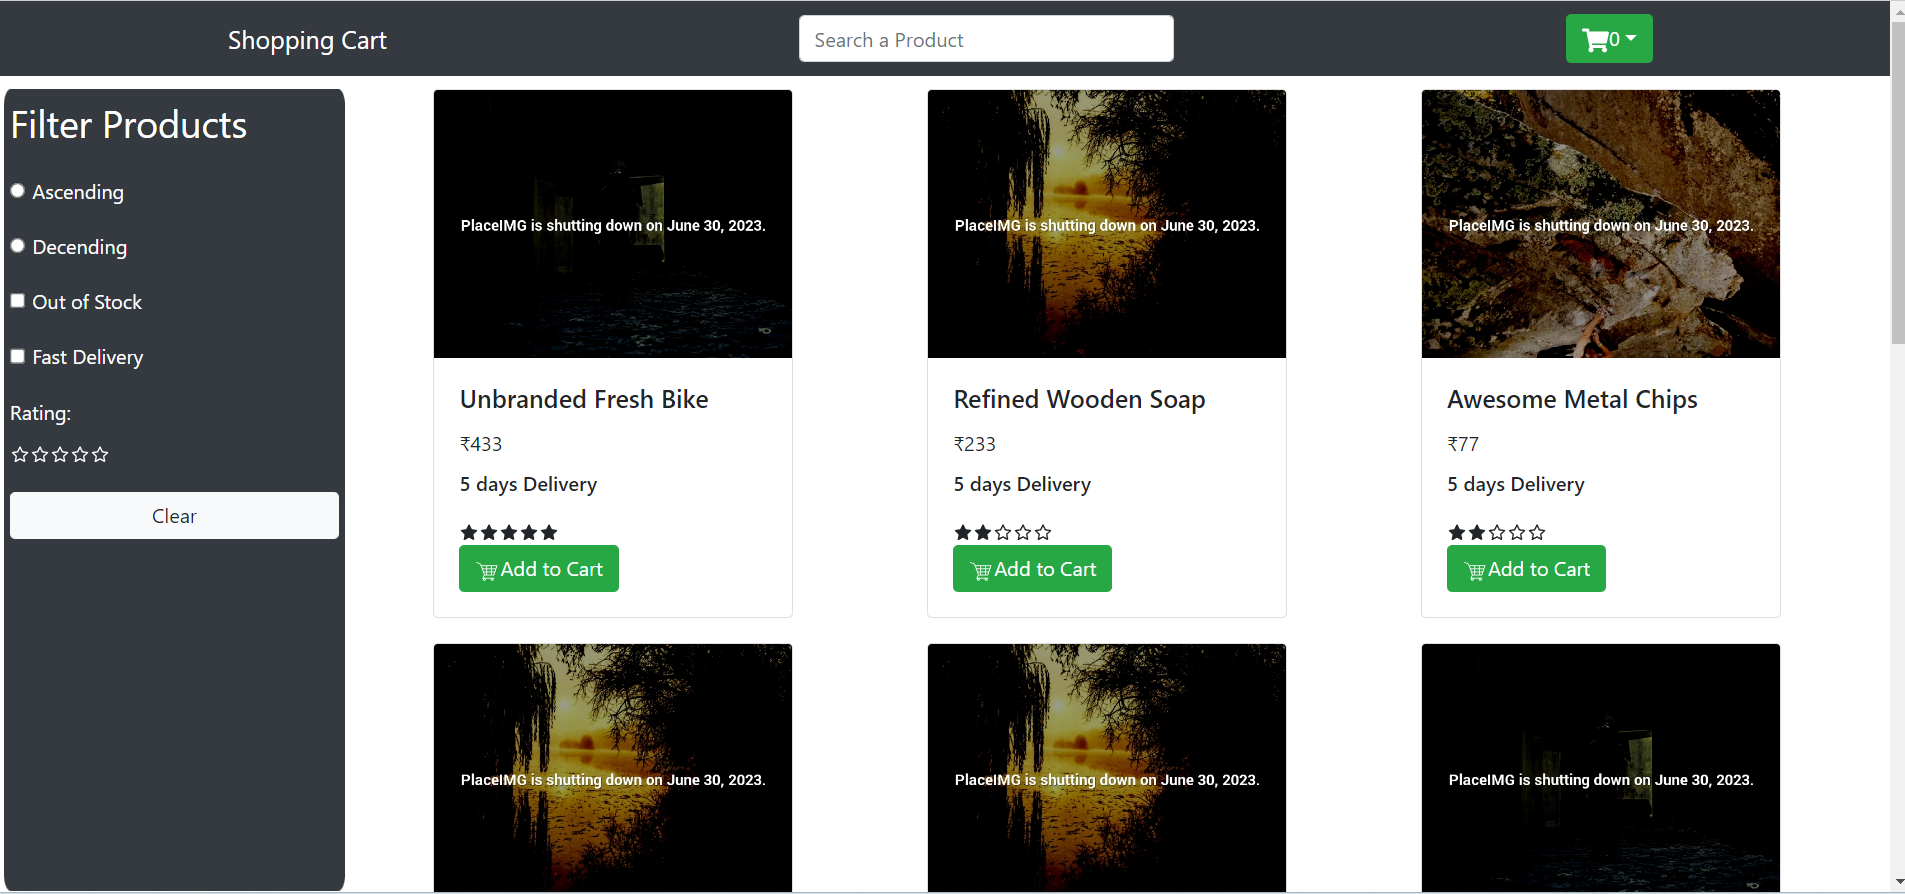 Shopping Cart
Search a Product
0
Filter Products
Ascending
Decending
Out of Stock
Fast Delivery
Rating:
Clear
PlaceIMG is shutting down on June 30, 2023.
Unbranded Fresh Bike
₹433
5 days Delivery
Add to Cart
PlaceIMG is shutting down on June 30, 2023.
Refined Wooden Soap
₹233
5 days Delivery
Add to Cart
PlaceIMG is shutting down on June 30, 2023.
Awesome Metal Chips
₹77
5 days Delivery
Add to Cart
PlaceIMG is shutting down on June 30, 2023.
PlaceIMG is shutting down on June 30, 2023.
PlaceIMG is shutting down on June 30, 2023.